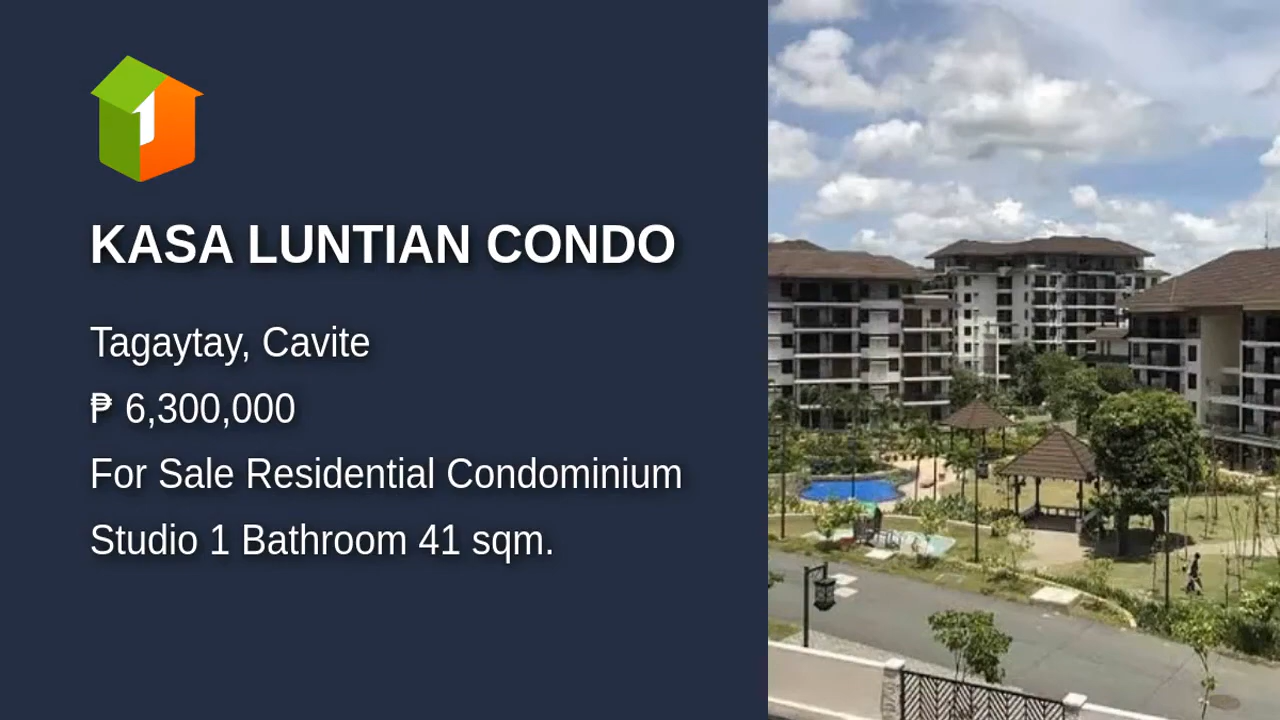 KASA LUNTIAN CONDO
Tagaytay, Cavite
₱ 6,300,000
For Sale Residential Condominium
Studio 1 Bathroom 41 sqm.